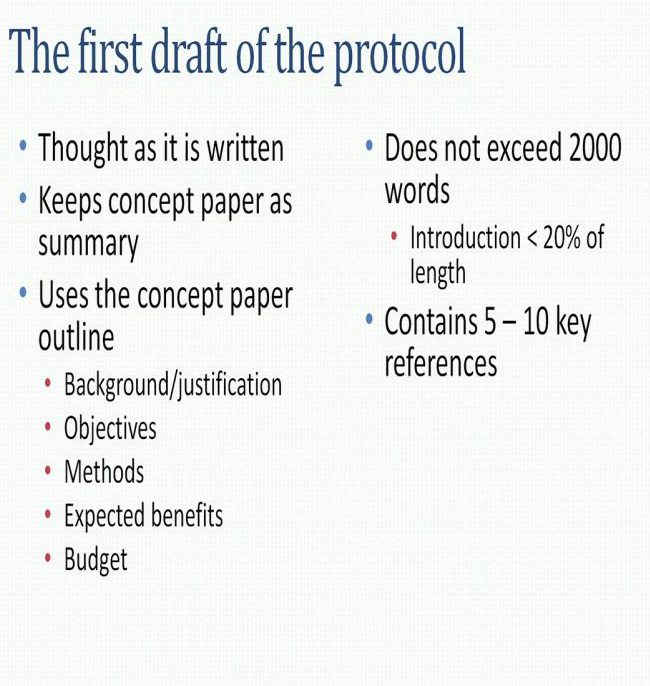 The first draft of the protocol
• Thought as it is written
• Keeps concept paper as
summary
• Uses the concept paper
outline
• Background/justification
• Objectives
• Methods
• Expected benefits
• Budget
• Does not exceed 2000
words
• Introduction < 20% of
length
• Contains 5 – 10 key
references